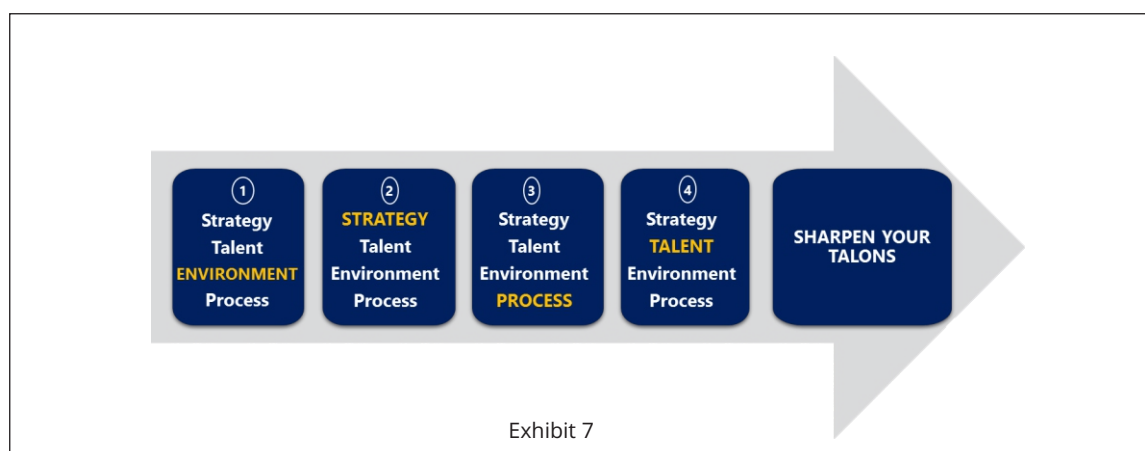 1
Strategy
Talent
ENVIRONMENT
Process
2
STRATEGY
Talent
Environment
Process
3
Strategy
Talent
Environment
PROCESS
4
Strategy
TALENT
Environment
Process
SHARPEN YOUR
TALONS
Exhibit 7